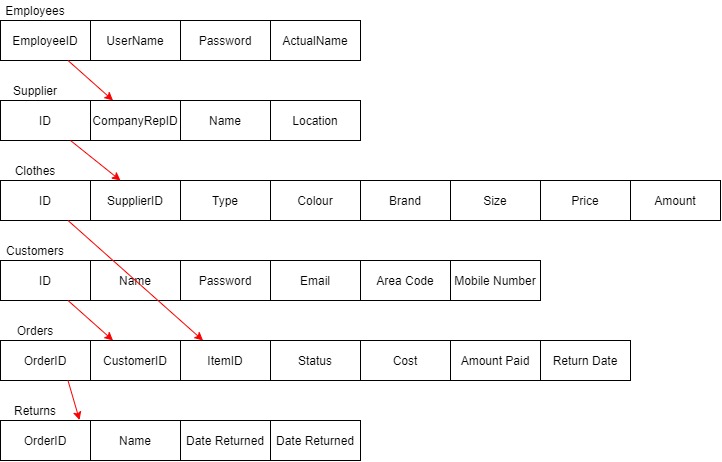 Employees
EmployeeID UserName Password ActualName
Supplier
ID CompanyRepID Name Location
Clothes
ID SupplierID Type Colour Brand Size Price Amount
Customers
ID Name Password Email Area Code Mobile Number
Orders
OrderID CustomerID ItemID Status Cost Amount Paid Return Date
Returns
OrderID Name Date Returned Date Returned